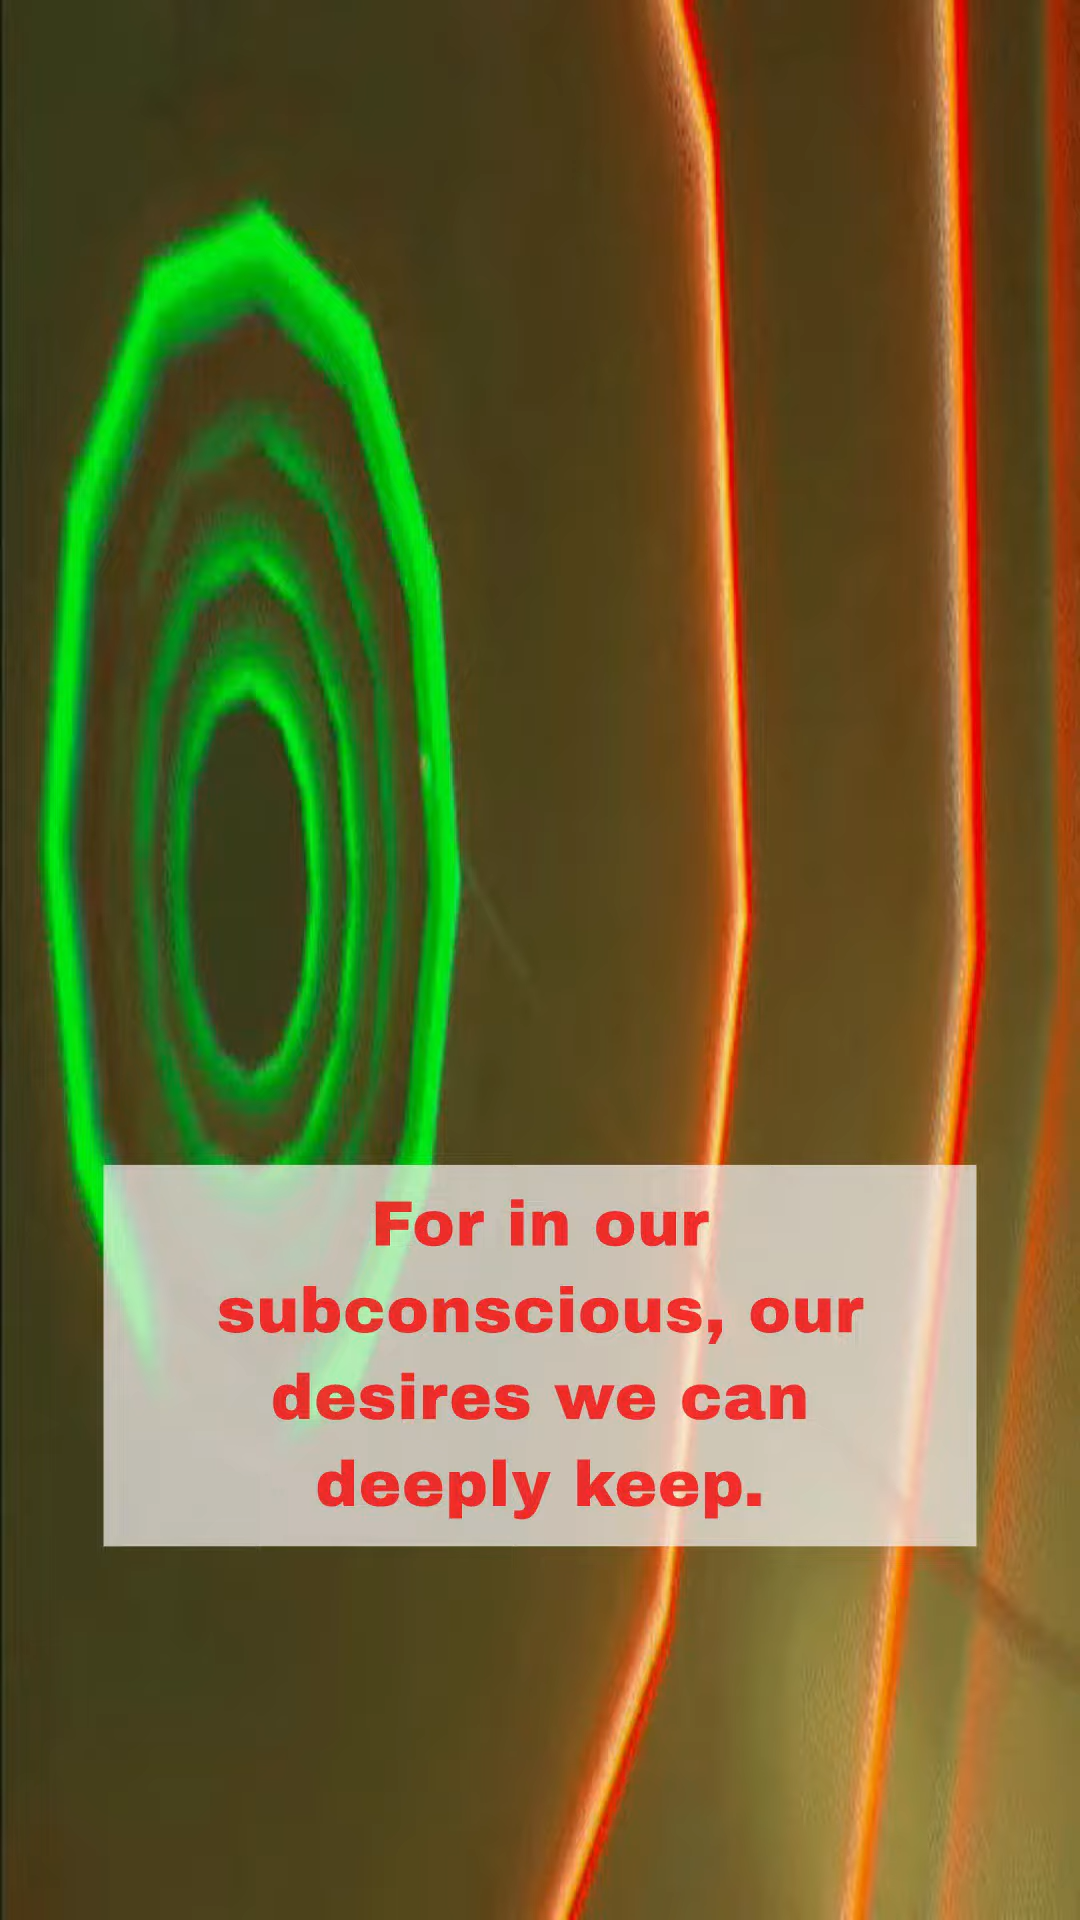 For in our
subconscious, our
desires we can
deeply keep.